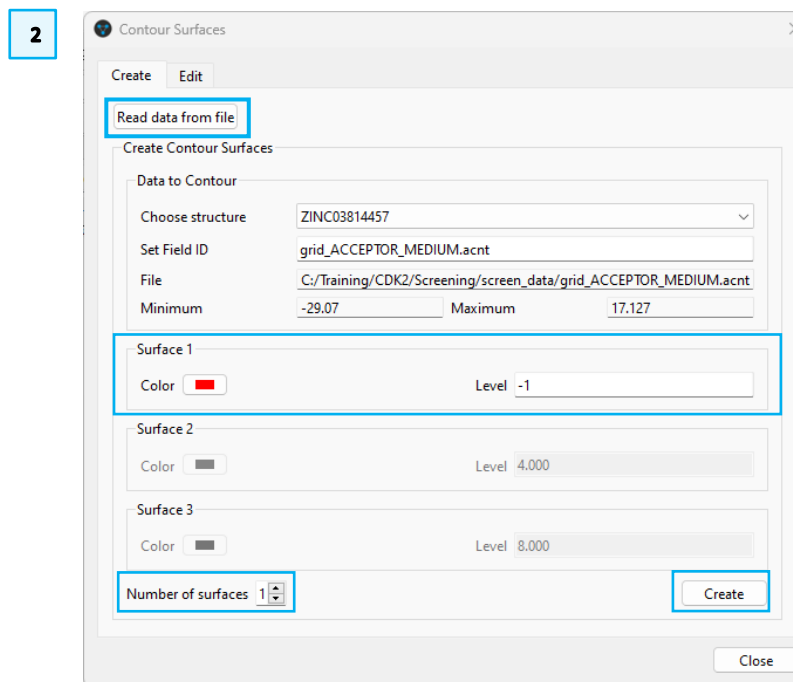 2
Contour Surfaces
Create Edit
Read data from file
Create Contour Surfaces
Data to Contour
Choose structure ZINC03814457
Set Field ID grid_ACCEPTOR_MEDIUM.acnt
File C:/Training/CDK2/Screening/screen_data/grid_ACCEPTOR_MEDIUM.acnt
Minimum -29.07 Maximum 17.127
Surface 1
Color Level -1
Surface 2
Color Level 4.000
Surface 3
Color Level 8.000
Number of surfaces 1 Create
Close